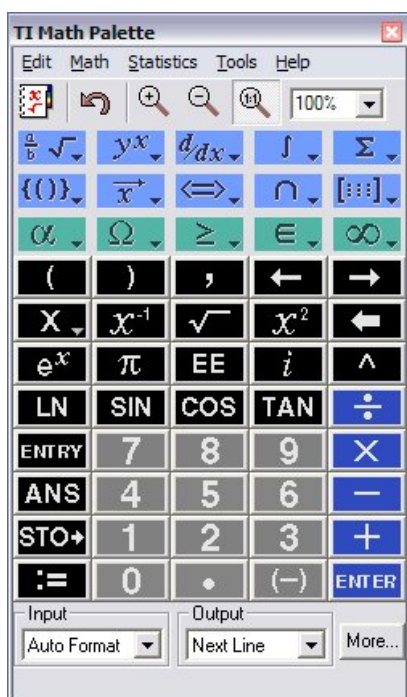 TI Math Palette
Edit Math Statistics Tools Help
100%
a/b √ yˣ d/dx ∫ Σ
{()} x→ ⇔ ∩ [::::]
α Ω ≥ ∈ ∞
( ) , ← →
X x⁻¹ √ x² ←
eˣ π EE i ^
LN SIN COS TAN ÷
ENTRY 7 8 9 ×
ANS 4 5 6 −
STO→ 1 2 3 +
:= 0 . (−) ENTER
Input Output
Auto Format Next Line More...